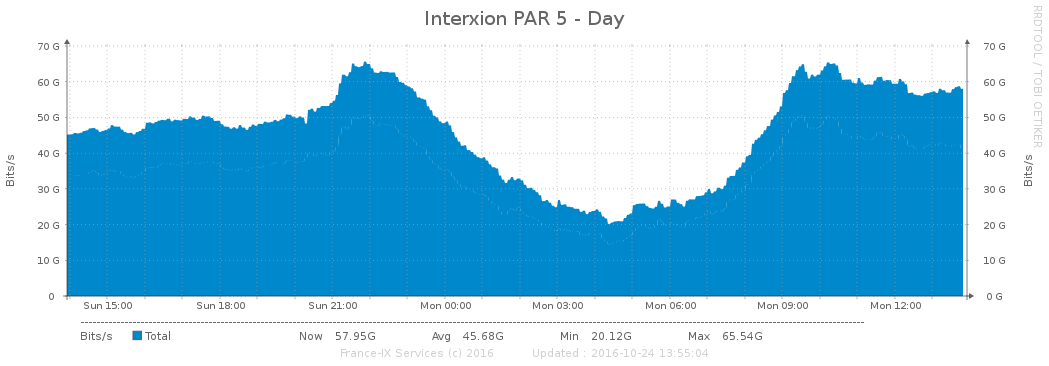 Interxion PAR 5 - Day
RRDTOOL / TOBI OETIKER
70 G 70 G
60 G 60 G
50 G 50 G
40 G 40 G
30 G 30 G
20 G 20 G
10 G 10 G
0 0 G
Bits/s
Bits/s
Sun 15:00 Sun 18:00 Sun 21:00 Mon 00:00 Mon 03:00 Mon 06:00 Mon 09:00 Mon 12:00
Bits/s Total Now 57.95G Avg 45.68G Min 20.12G Max 65.54G
France-IX Services (c) 2016 Updated : 2016-10-24 13:55:04